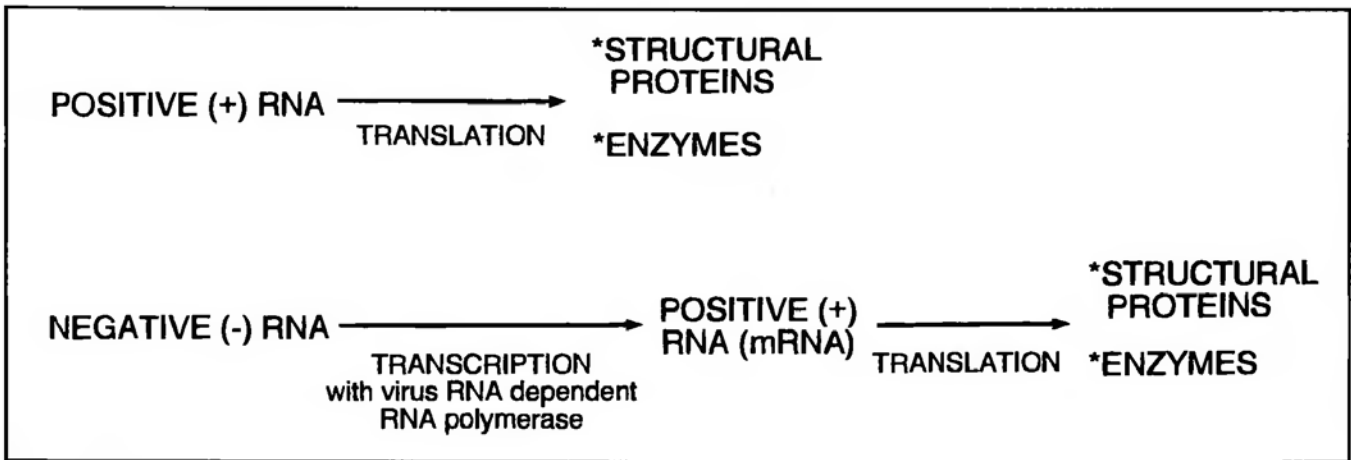 POSITIVE (+) RNA
TRANSLATION
*STRUCTURAL
PROTEINS
*ENZYMES
NEGATIVE (-) RNA
TRANSCRIPTION
with virus RNA dependent
RNA polymerase
POSITIVE (+)
RNA (mRNA)
TRANSLATION
*STRUCTURAL
PROTEINS
*ENZYMES